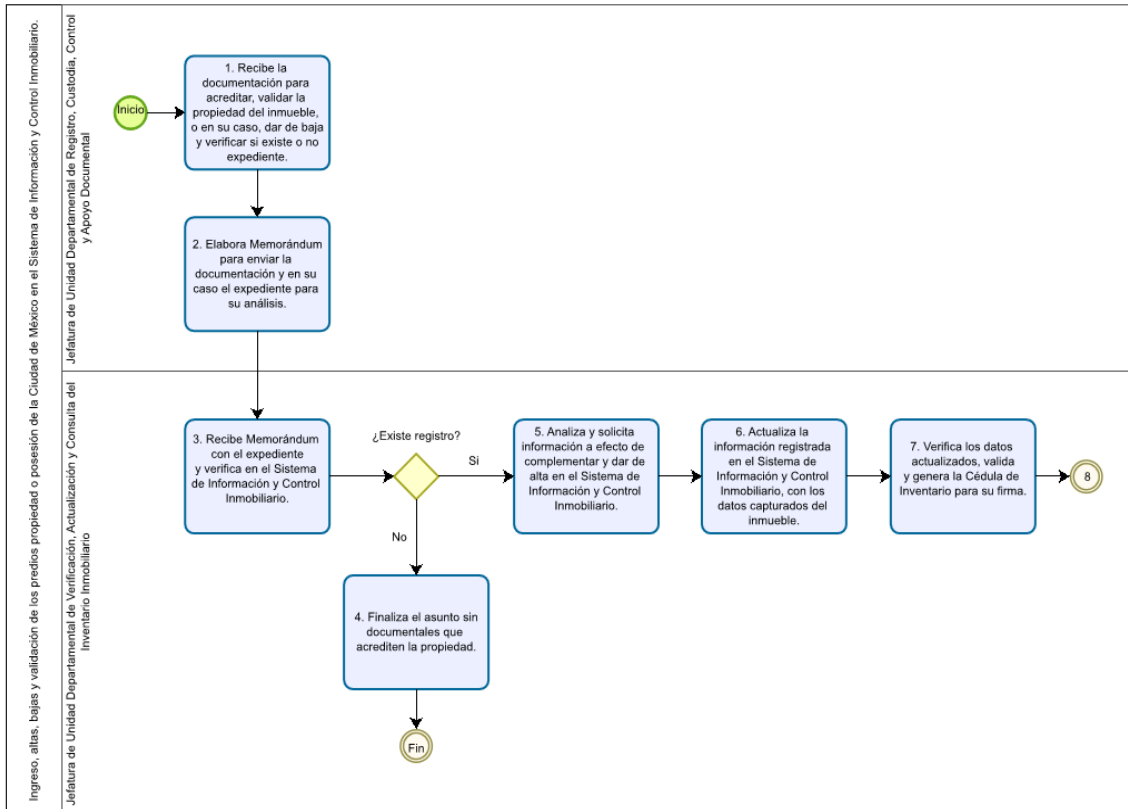 Ingreso, altas, bajas y validación de los predios propiedad o posesión de la Ciudad de México en el Sistema de Información y Control Inmobiliario.
Jefatura de Unidad Departamental de Registro, Custodia, Control
y Apoyo Documental
Inicio
1. Recibe la
documentación para
acreditar, validar la
propiedad del inmueble,
o en su caso, dar de baja
y verificar si existe o no
expediente.
2. Elabora Memorándum
para enviar la
documentación y en su
caso el expediente para
su análisis.
Jefatura de Unidad Departamental de Verificación, Actualización y Consulta del
Inventario Inmobiliario
3. Recibe Memorándum
con el expediente
y verifica en el Sistema
de Información y Control
Inmobiliario.
¿Existe registro?
Si
No
4. Finaliza el asunto sin
documentales que
acrediten la propiedad.
Fin
5. Analiza y solicita
información a efecto de
complementar y dar de
alta en el Sistema de
Información y Control
Inmobiliario.
6. Actualiza la
información registrada
en el Sistema de
Información y Control
Inmobiliario, con los
datos capturados del
inmueble.
7. Verifica los datos
actualizados, valida
y genera la Cédula de
Inventario para su firma.
8